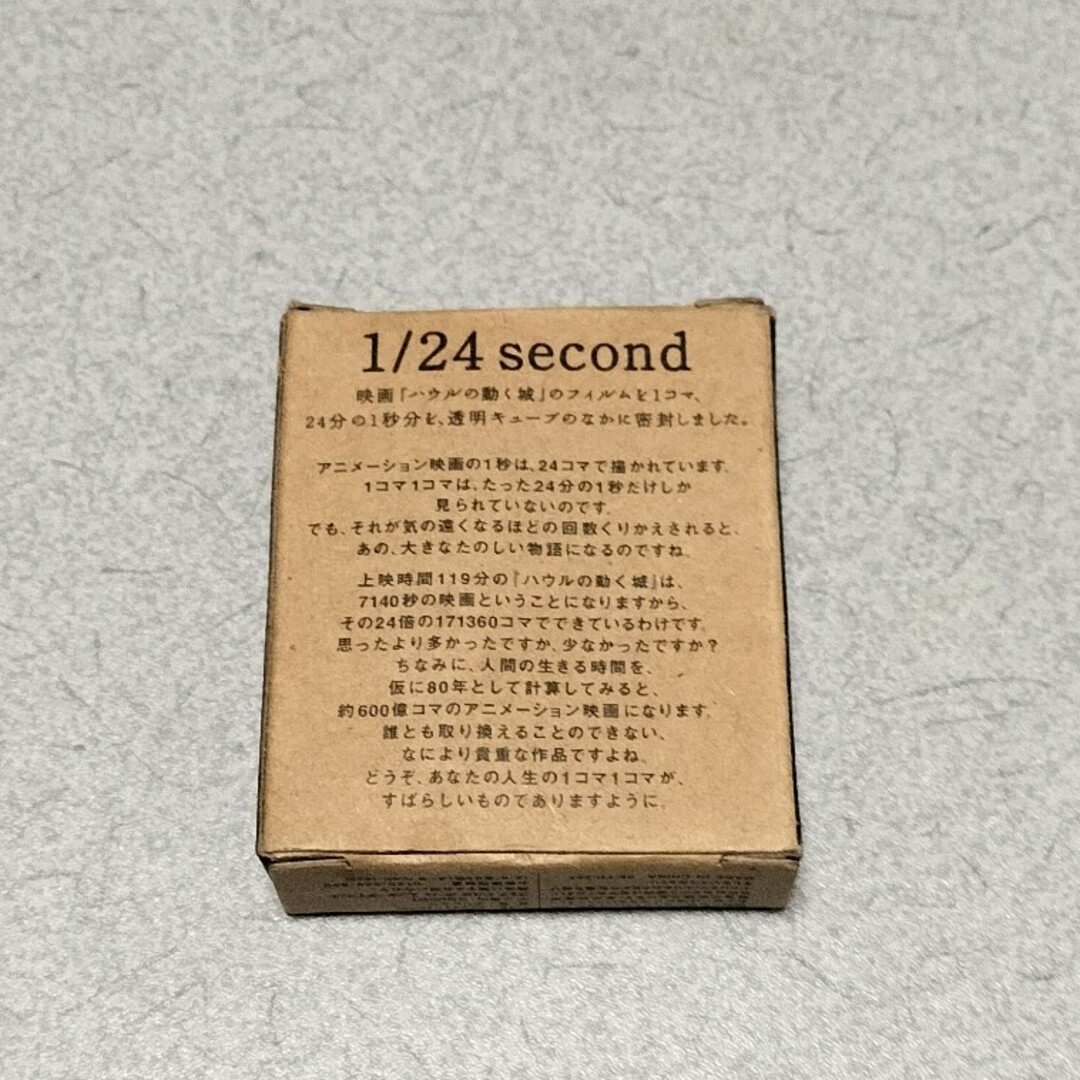 1/24 second
映画『ハウルの動く城』のフィルムを1コマ、
24分の1秒分を、透明キューブのなかに密封しました。
アニメーション映画の1秒は、24コマで描かれています。
1コマ1コマは、たった24分の1秒だけしか
見られていないのです。
でも、それが気の遠くなるほどの回数くりかえされると、
あの、大きなたのしい物語になるのですね。
上映時間119分の『ハウルの動く城』は、
7140秒の映画ということになりますから、
その24倍の171360コマでできているわけです。
思ったより多かったですか、少なかったですか?
ちなみに、人間の生きる時間を、
仮に80年として計算してみると、
約600億コマのアニメーション映画になります。
誰とも取り換えることのできない、
なにより貴重な作品ですよね。
どうぞ、あなたの人生の1コマ1コマが、
すばらしいものでありますように。
MADE IN CHINA